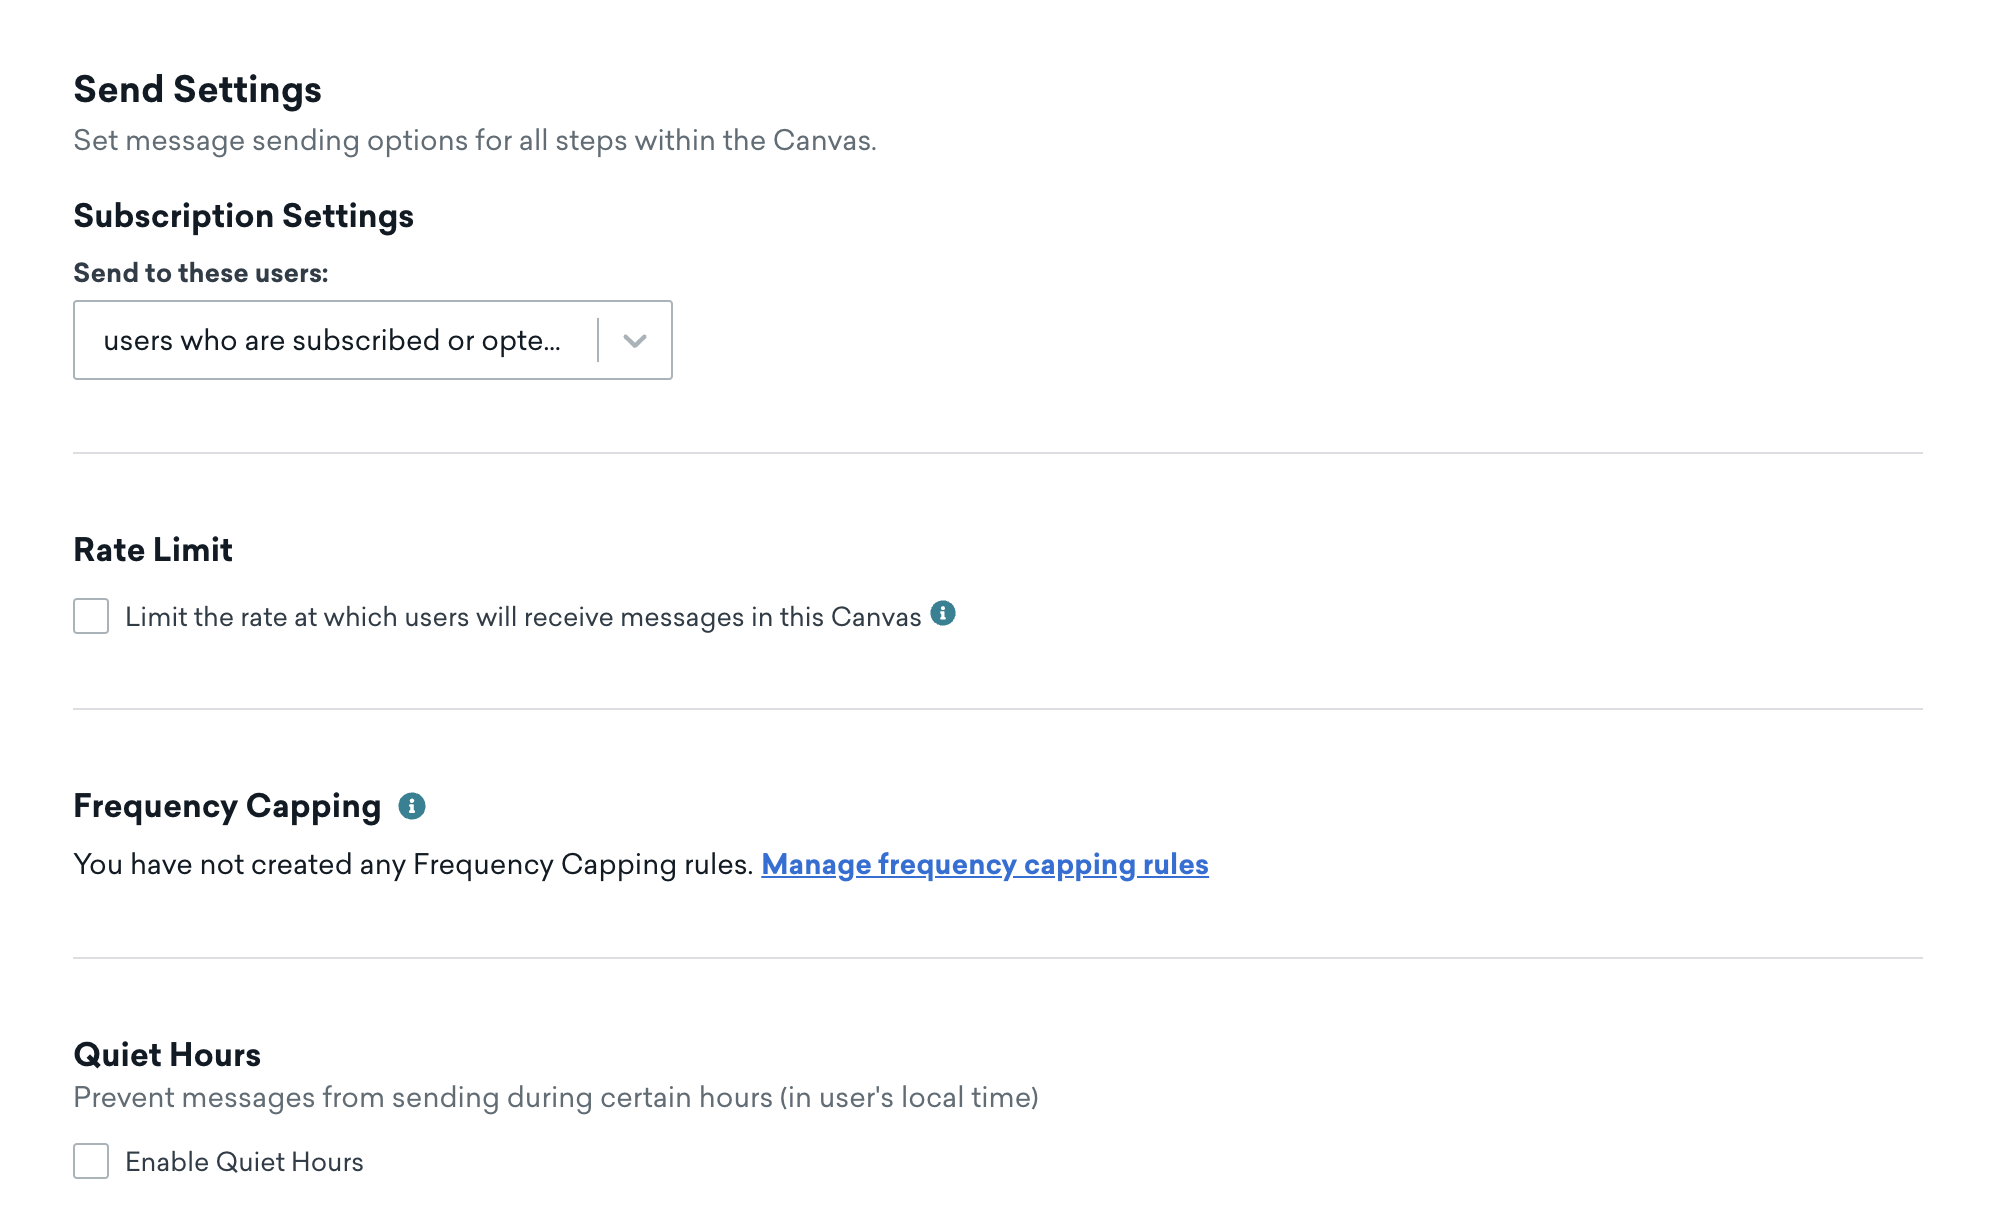 Send Settings
Set message sending options for all steps within the Canvas.
Subscription Settings
Send to these users:
users who are subscribed or opte...
Rate Limit
Limit the rate at which users will receive messages in this Canvas
Frequency Capping
You have not created any Frequency Capping rules. Manage frequency capping rules
Quiet Hours
Prevent messages from sending during certain hours (in user's local time)
Enable Quiet Hours